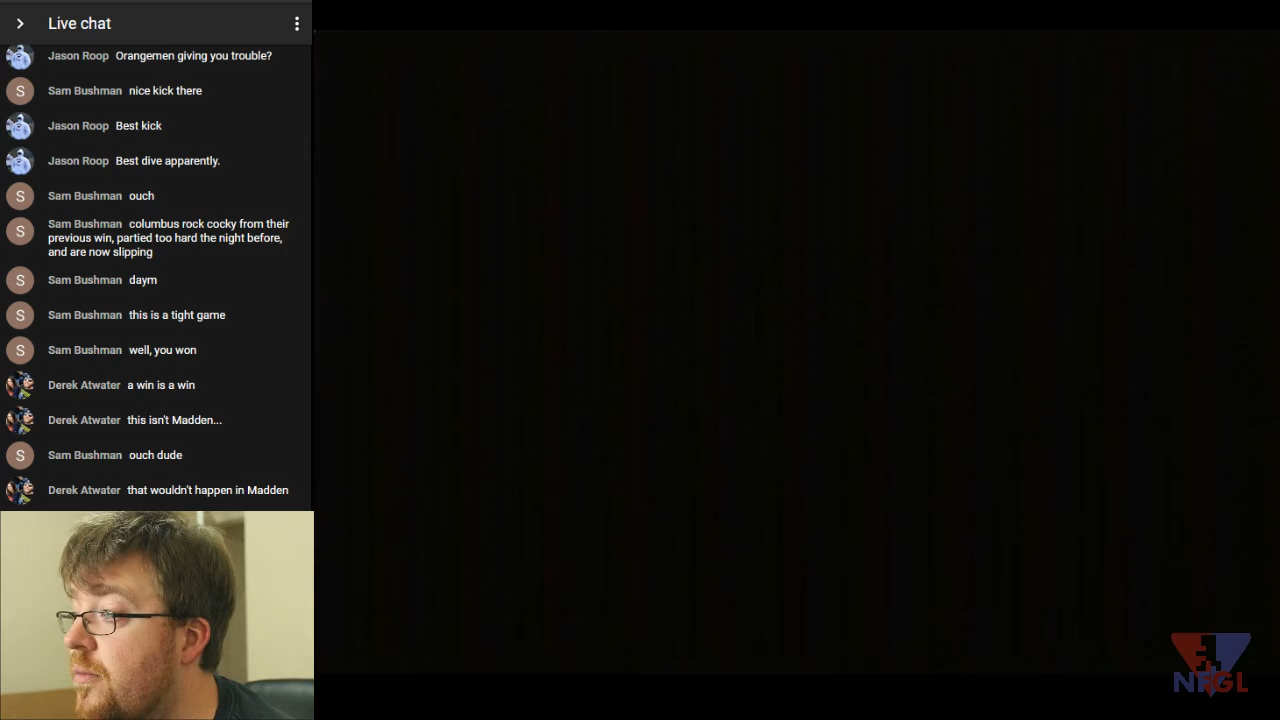 Live chat
Jason Roop Orangemen giving you trouble?
S Sam Bushman nice kick there
Jason Roop Best kick
Jason Roop Best dive apparently.
S Sam Bushman ouch
S Sam Bushman columbus rock cocky from their
previous win, partied too hard the night before,
and are now slipping
S Sam Bushman daym
S Sam Bushman this is a tight game
S Sam Bushman well, you won
Derek Atwater a win is a win
Derek Atwater this isn't Madden...
S Sam Bushman ouch dude
Derek Atwater that wouldn't happen in Madden
NFGL